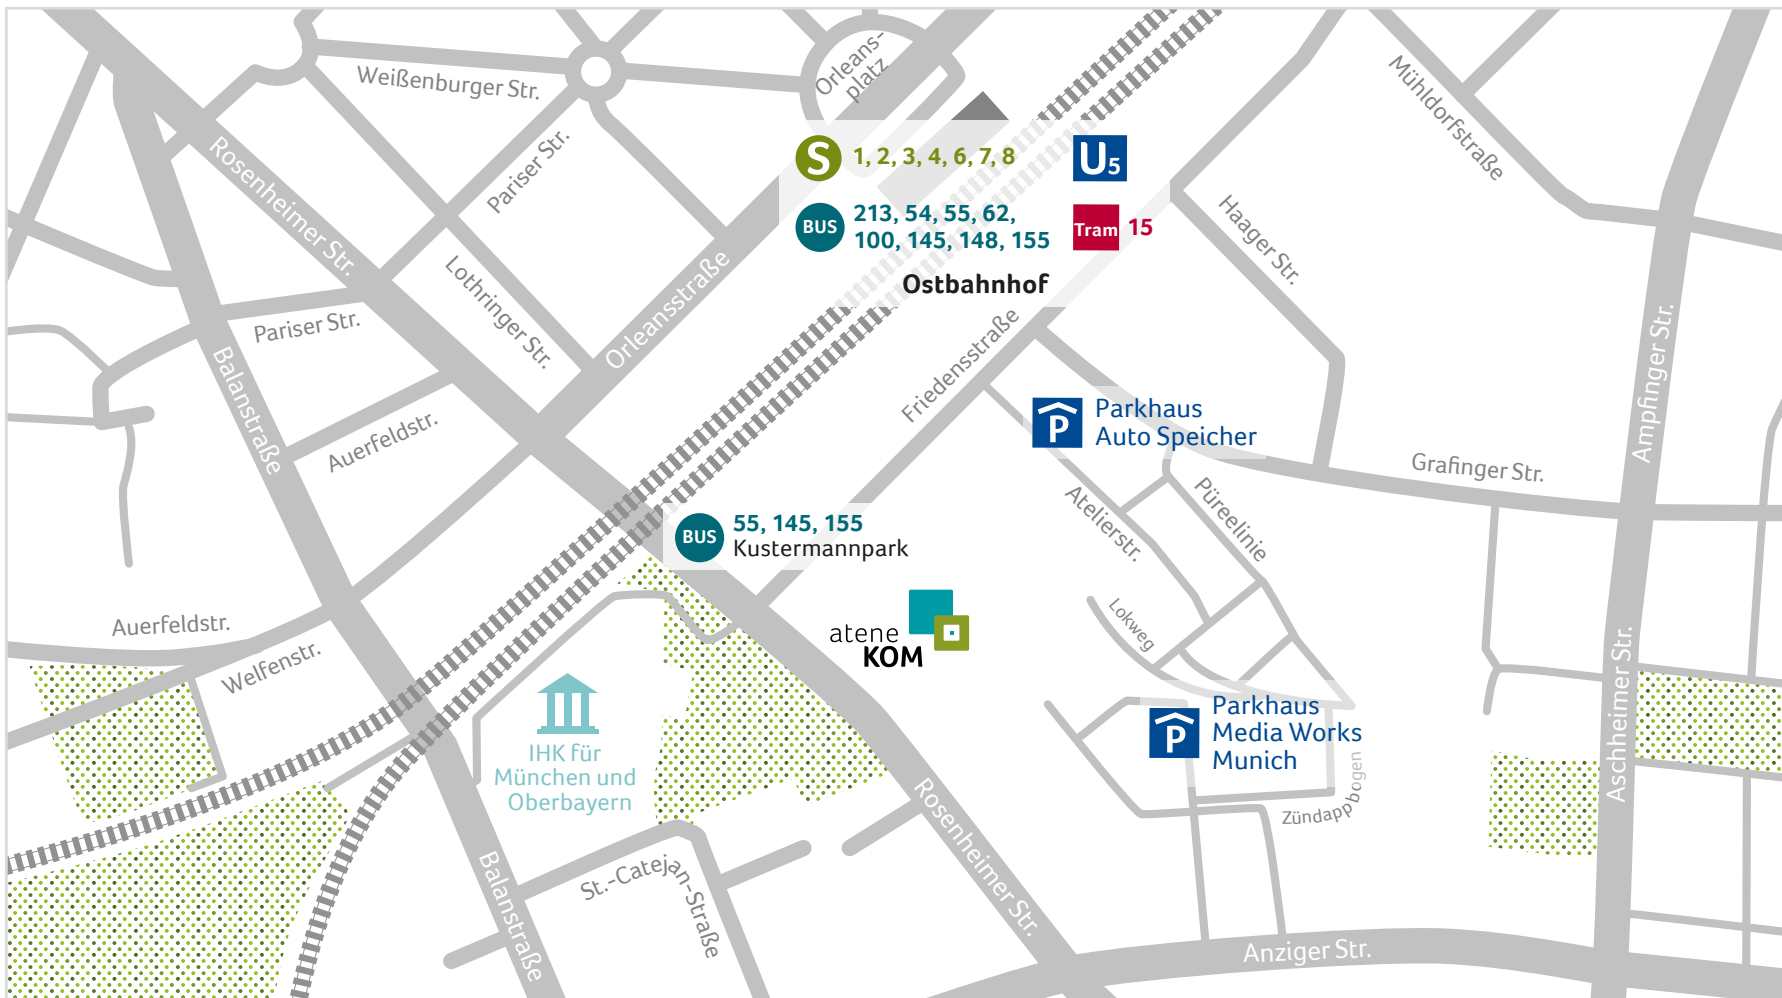 Weißenburger Str.
Orleans-
platz
Mühldorfstraße
Rosenheimer Str.
Pariser Str.
S 1, 2, 3, 4, 6, 7, 8
U5
BUS 213, 54, 55, 62,
100, 145, 148, 155
Tram 15
Ostbahnhof
Haager Str.
Lothringer Str.
Orleansstraße
Pariser Str.
Balanstraße
Friedensstraße
Ampfinger Str.
P Parkhaus
Auto Speicher
Auerfeldstr.
Grafinger Str.
Atelierstr.
Püreelinie
BUS 55, 145, 155
Kustermannpark
Auerfeldstr.
Welfenstr.
atene
KOM
Lokweg
Aschheimer Str.
IHK für
München und
Oberbayern
P Parkhaus
Media Works
Munich
Zündappbogen
Rosenheimer Str.
Balanstraße
St.-Catejan-Straße
Anziger Str.